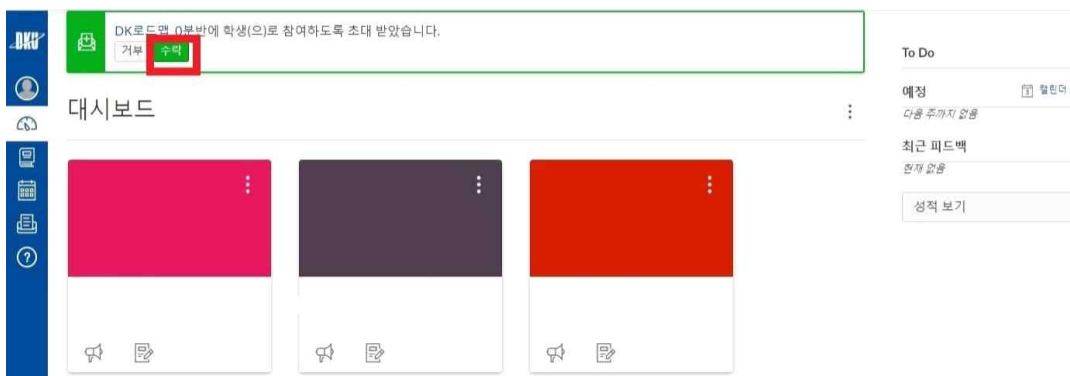 DKU
DK로드맵_0분반에 학생(으)로 참여하도록 초대 받았습니다.
거부 수락
대시보드
To Do
예정 캘린더
다음 주까지 없음
최근 피드백
현재 없음
성적 보기